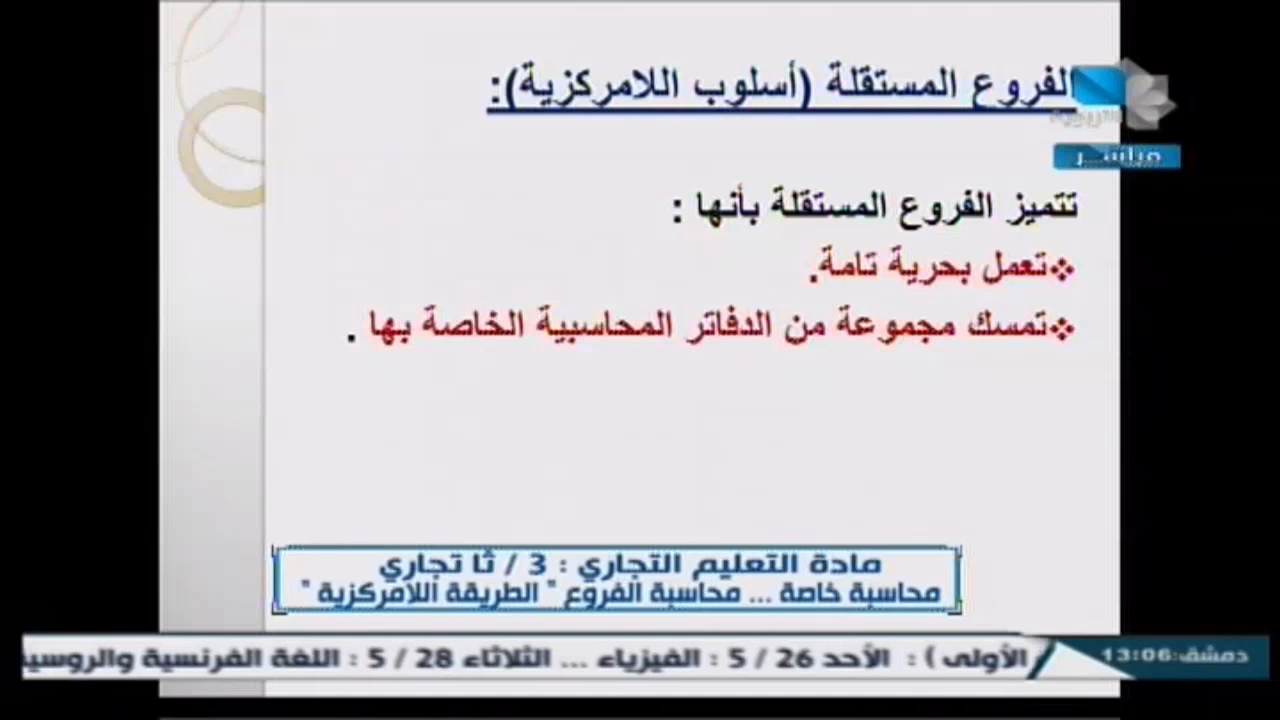 الفروع المستقلة (أسلوب اللامركزية):
التربوية
مباشر
تتميز الفروع المستقلة بأنها :
❖تعمل بحرية تامة.
❖تمسك مجموعة من الدفاتر المحاسبية الخاصة بها .
مادة التعليم التجاري : 3 / ثا تجاري
محاسبة خاصة ... محاسبة الفروع " الطريقة اللامركزية "
دمشق:13:06
الأولى ) : الأحد 26 / 5 : الفيزياء ... الثلاثاء 28 / 5 : اللغة الفرنسية